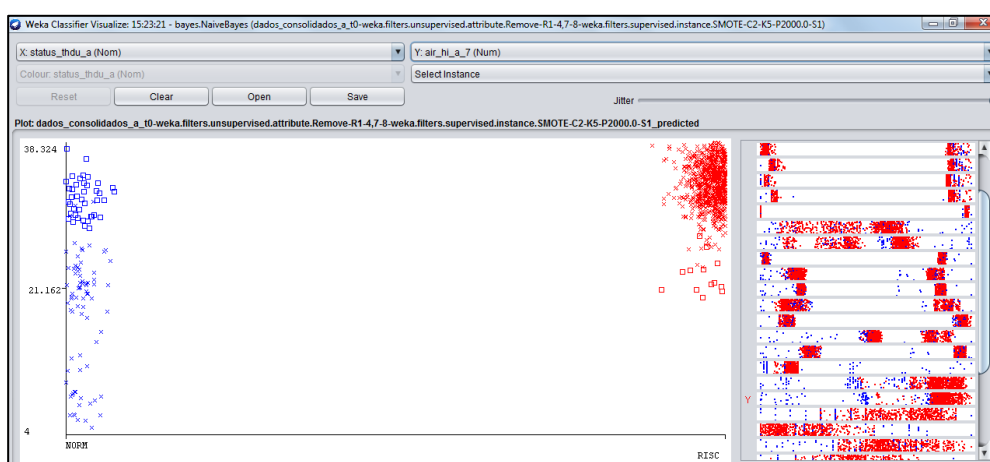 Weka Classifier Visualize: 15:23:21 - bayes.NaiveBayes (dados_consolidados_a_t0-weka.filters.unsupervised.attribute.Remove-R1-4,7-8-weka.filters.supervised.instance.SMOTE-C2-K5-P2000.0-S1)
X: status_thdu_a (Nom) Y: air_hi_a_7 (Num)
Colour: status_thdu_a (Nom) Select Instance
Reset Clear Open Save Jitter
Plot: dados_consolidados_a_t0-weka.filters.unsupervised.attribute.Remove-R1-4,7-8-weka.filters.supervised.instance.SMOTE-C2-K5-P2000.0-S1_predicted
38.324
21.162
Y
4
NORM
RISC